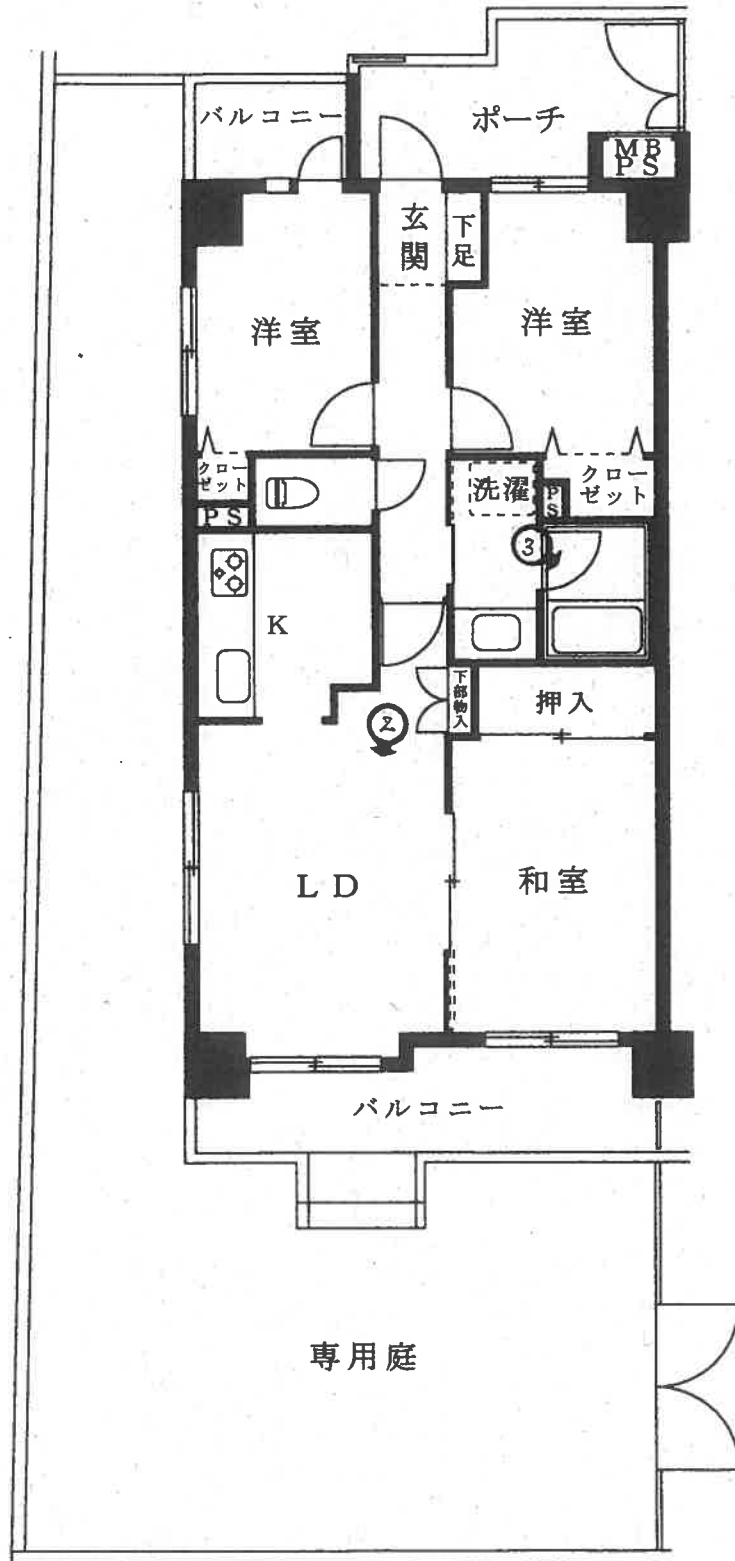 バルコニー
ポーチ
MB
PS
玄関
下足
洋室
洋室
クロー
ゼット
PS
洗濯
PS
クロー
ゼット
3
K
下部物入
押入
2
LD
和室
バルコニー
専用庭